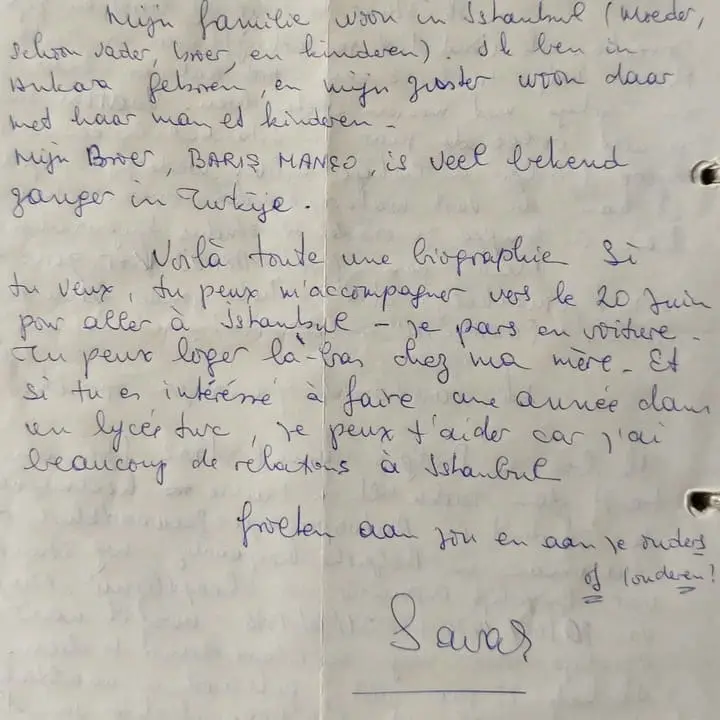 Mijn familie woon in Istanbul (moeder,
schoon vader, broer, en kinderen). Ik ben in
Ankara geboren, en mijn zuster woon daar
met haar man et kinderen.
Mijn Broer, BARIŞ MANÇO, is veel bekend
zanger in Turkije.
Voilà toute une biographie Si
tu veux, tu peux m'accompagner vers le 20 Juin
pour aller à Istanbul - je pars en voiture.
Tu peux loger là-bas chez ma mère. Et
si tu es intéréssé à faire une année dans
un lycée turc, je peux t'aider car j'ai
beaucoup de relations à Istanbul
Groeten aan jou en aan je ouders
of (ouderen!
Savaş